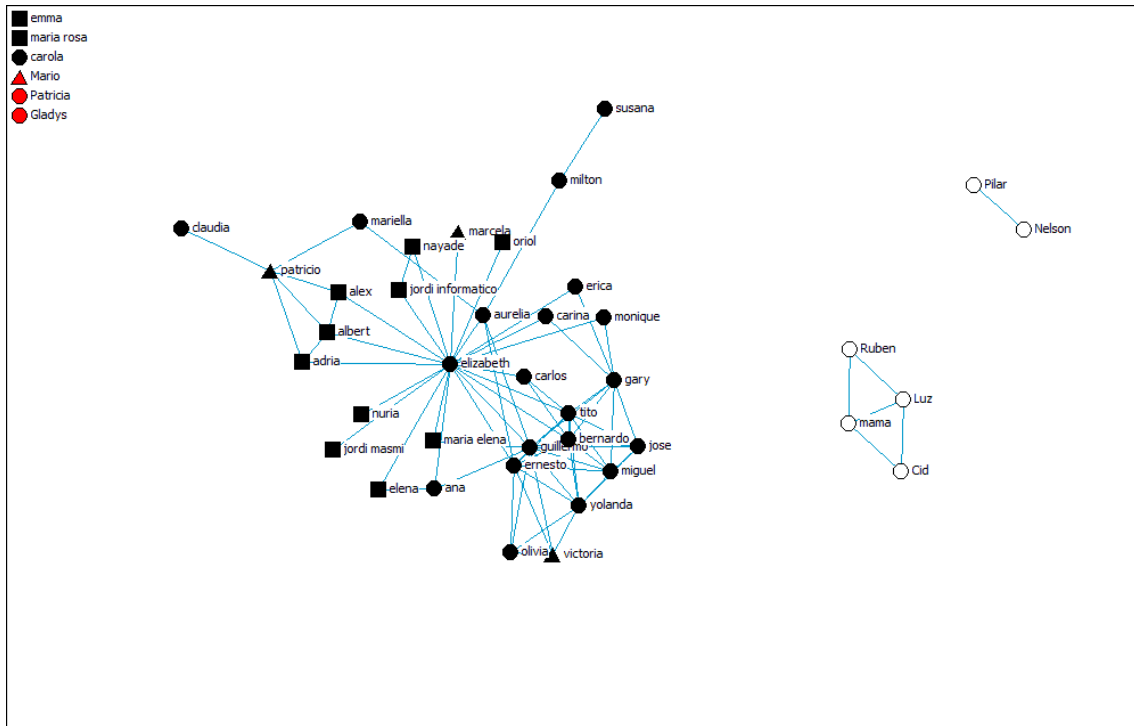 emma
maria rosa
carola
Mario
Patricia
Gladys
susana
milton
Pilar
claudia
mariella
marcela
nayade
oriol
Nelson
patricio
alex
jordi informatico
erica
aurelia
carina
monique
albert
Ruben
adria
elizabeth
carlos
gary
Luz
nuria
tito
mama
maria elena
bernardo
jordi masmi
guillermo
jose
ernesto
miguel
Cid
elena
ana
yolanda
olivia
victoria